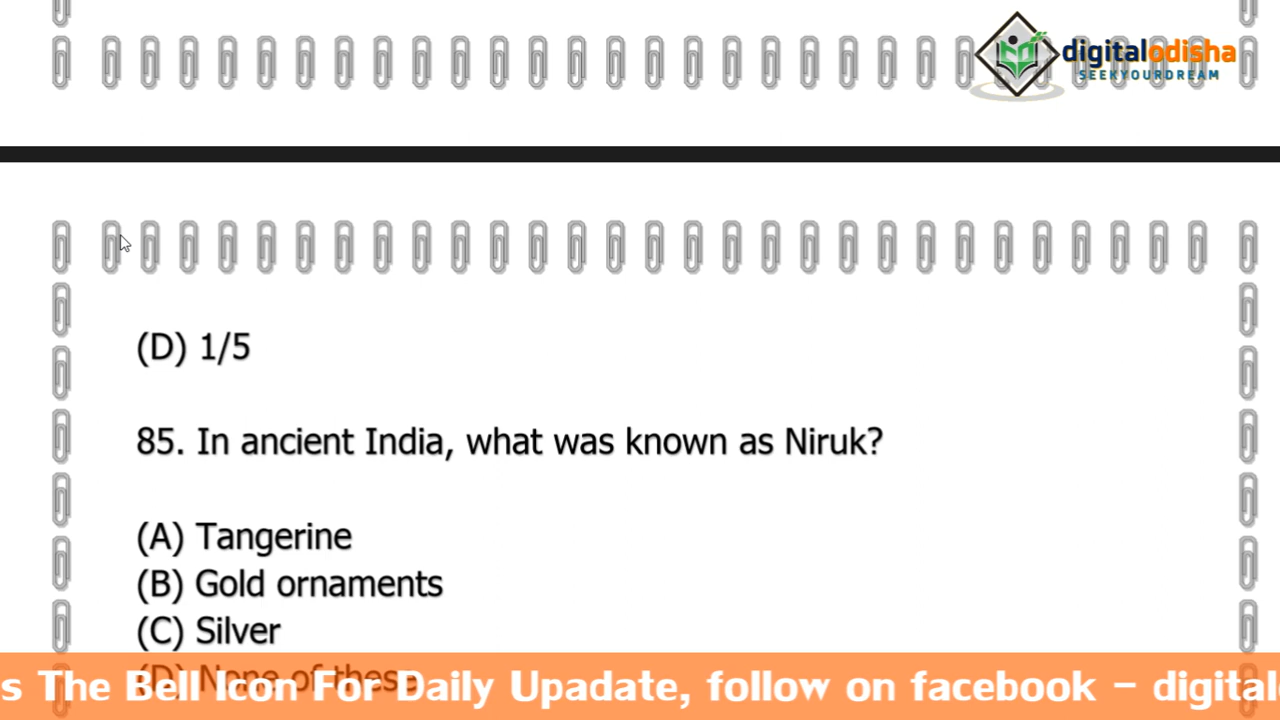 digitalodisha
SEEKYOURDREAM
(D) 1/5
85. In ancient India, what was known as Niruk?
(A) Tangerine
(B) Gold ornaments
(C) Silver
(D) None of these
s The Bell Icon For Daily Upadate, follow on facebook - digital